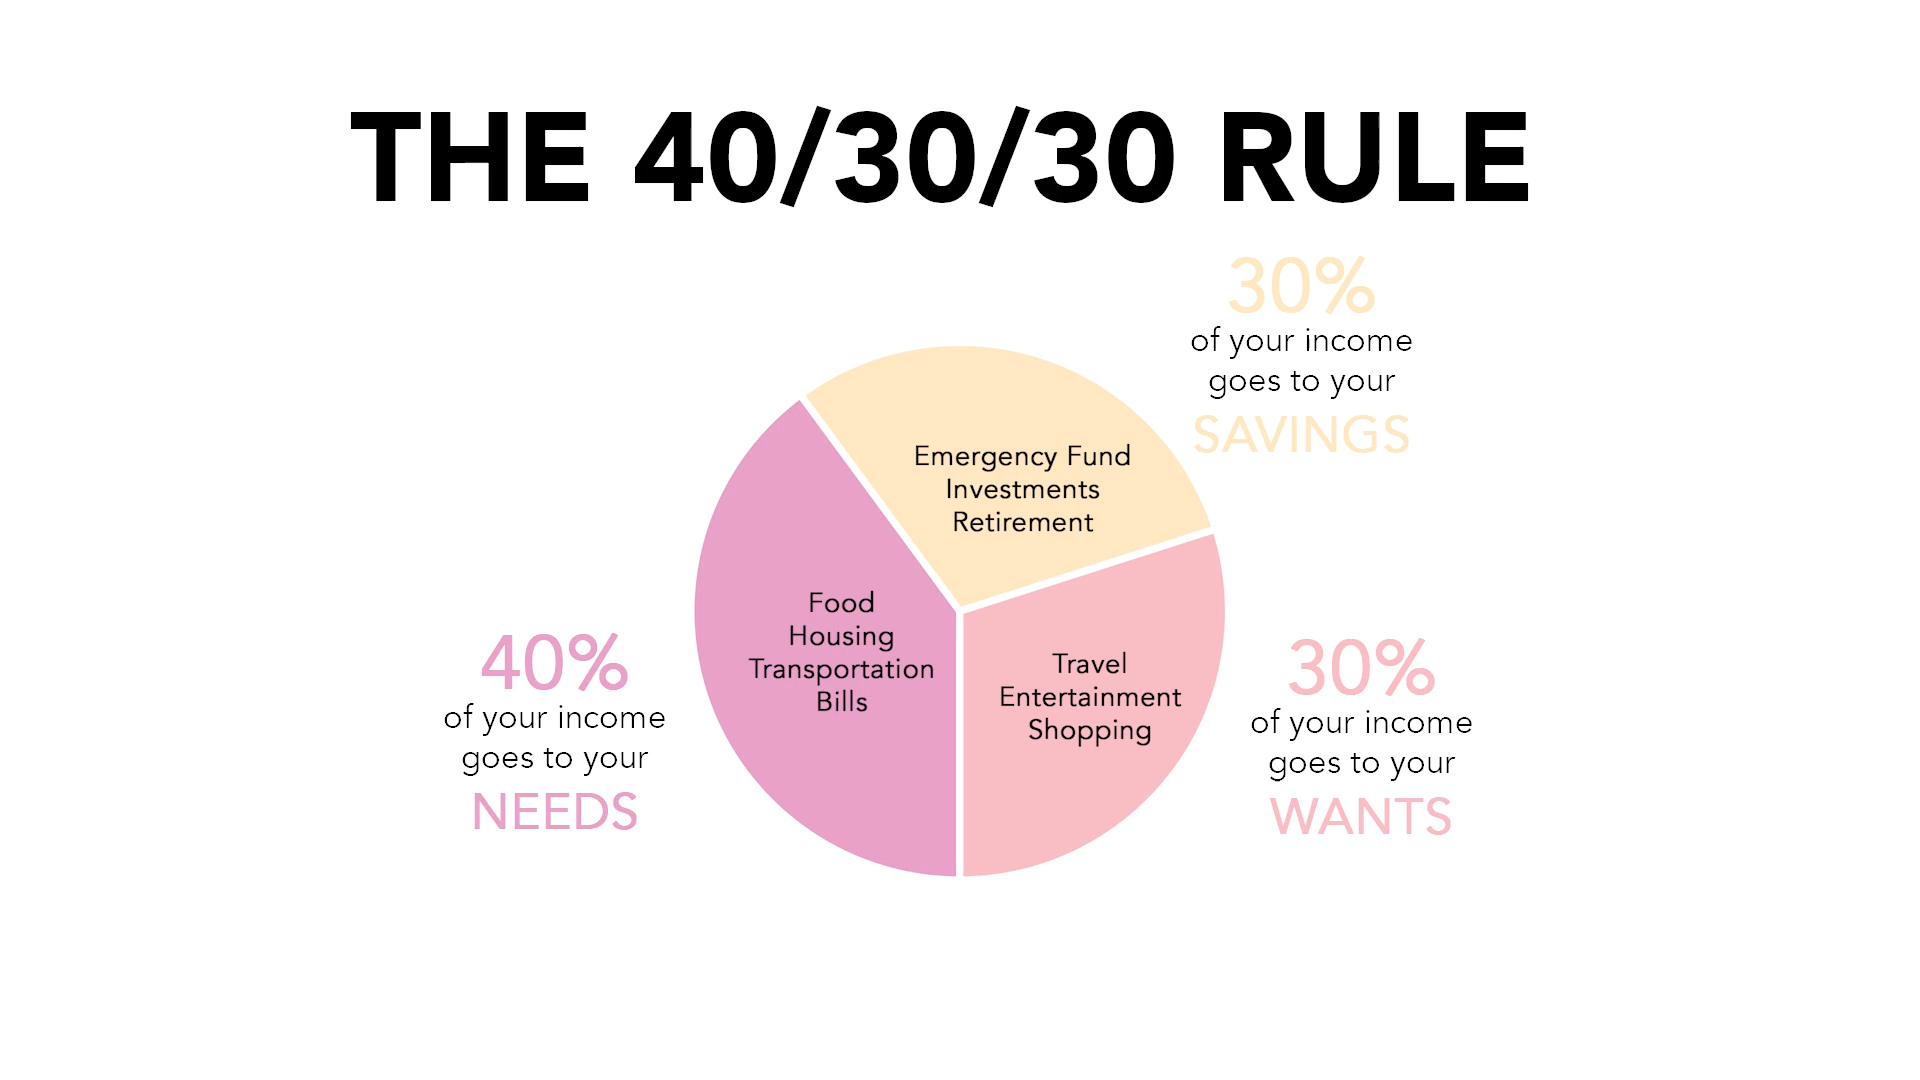 THE 40/30/30 RULE
30%
of your income
goes to your
SAVINGS
Emergency Fund
Investments
Retirement
Food
Housing
Transportation
Bills
40%
of your income
goes to your
NEEDS
Travel
Entertainment
Shopping
30%
of your income
goes to your
WANTS